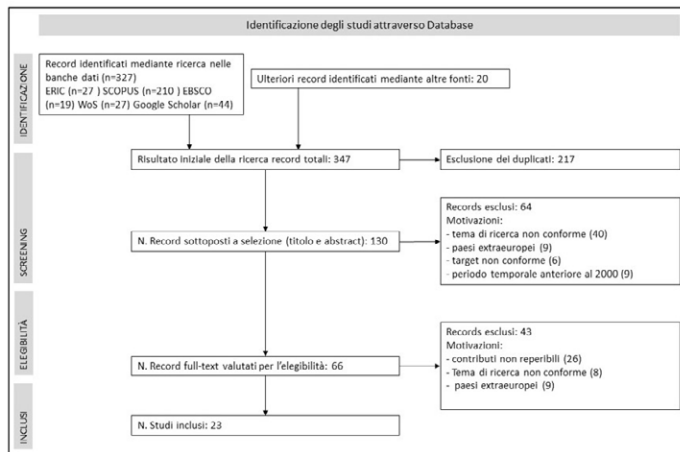 Identificazione degli studi attraverso Database
IDENTIFICAZIONE
Record identificati mediante ricerca nelle
banche dati (n=327)
ERIC (n=27 ) SCOPUS (n=210 ) EBSCO
(n=19) WoS (n=27) Google Scholar (n=44)
Ulteriori record identificati mediante altre fonti: 20
Risultato iniziale della ricerca record totali: 347
Esclusione dei duplicati: 217
SCREENING
N. Record sottoposti a selezione (titolo e abstract): 130
Records esclusi: 64
Motivazioni:
- tema di ricerca non conforme (40)
- paesi extraeuropei (9)
- target non conforme (6)
- periodo temporale anteriore al 2000 (9)
ELEGIBILITÀ
N. Record full-text valutati per l'elegibilità: 66
Records esclusi: 43
Motivazioni:
- contributi non reperibili (26)
- Tema di ricerca non conforme (8)
- paesi extraeuropei (9)
INCLUSI
N. Studi inclusi: 23